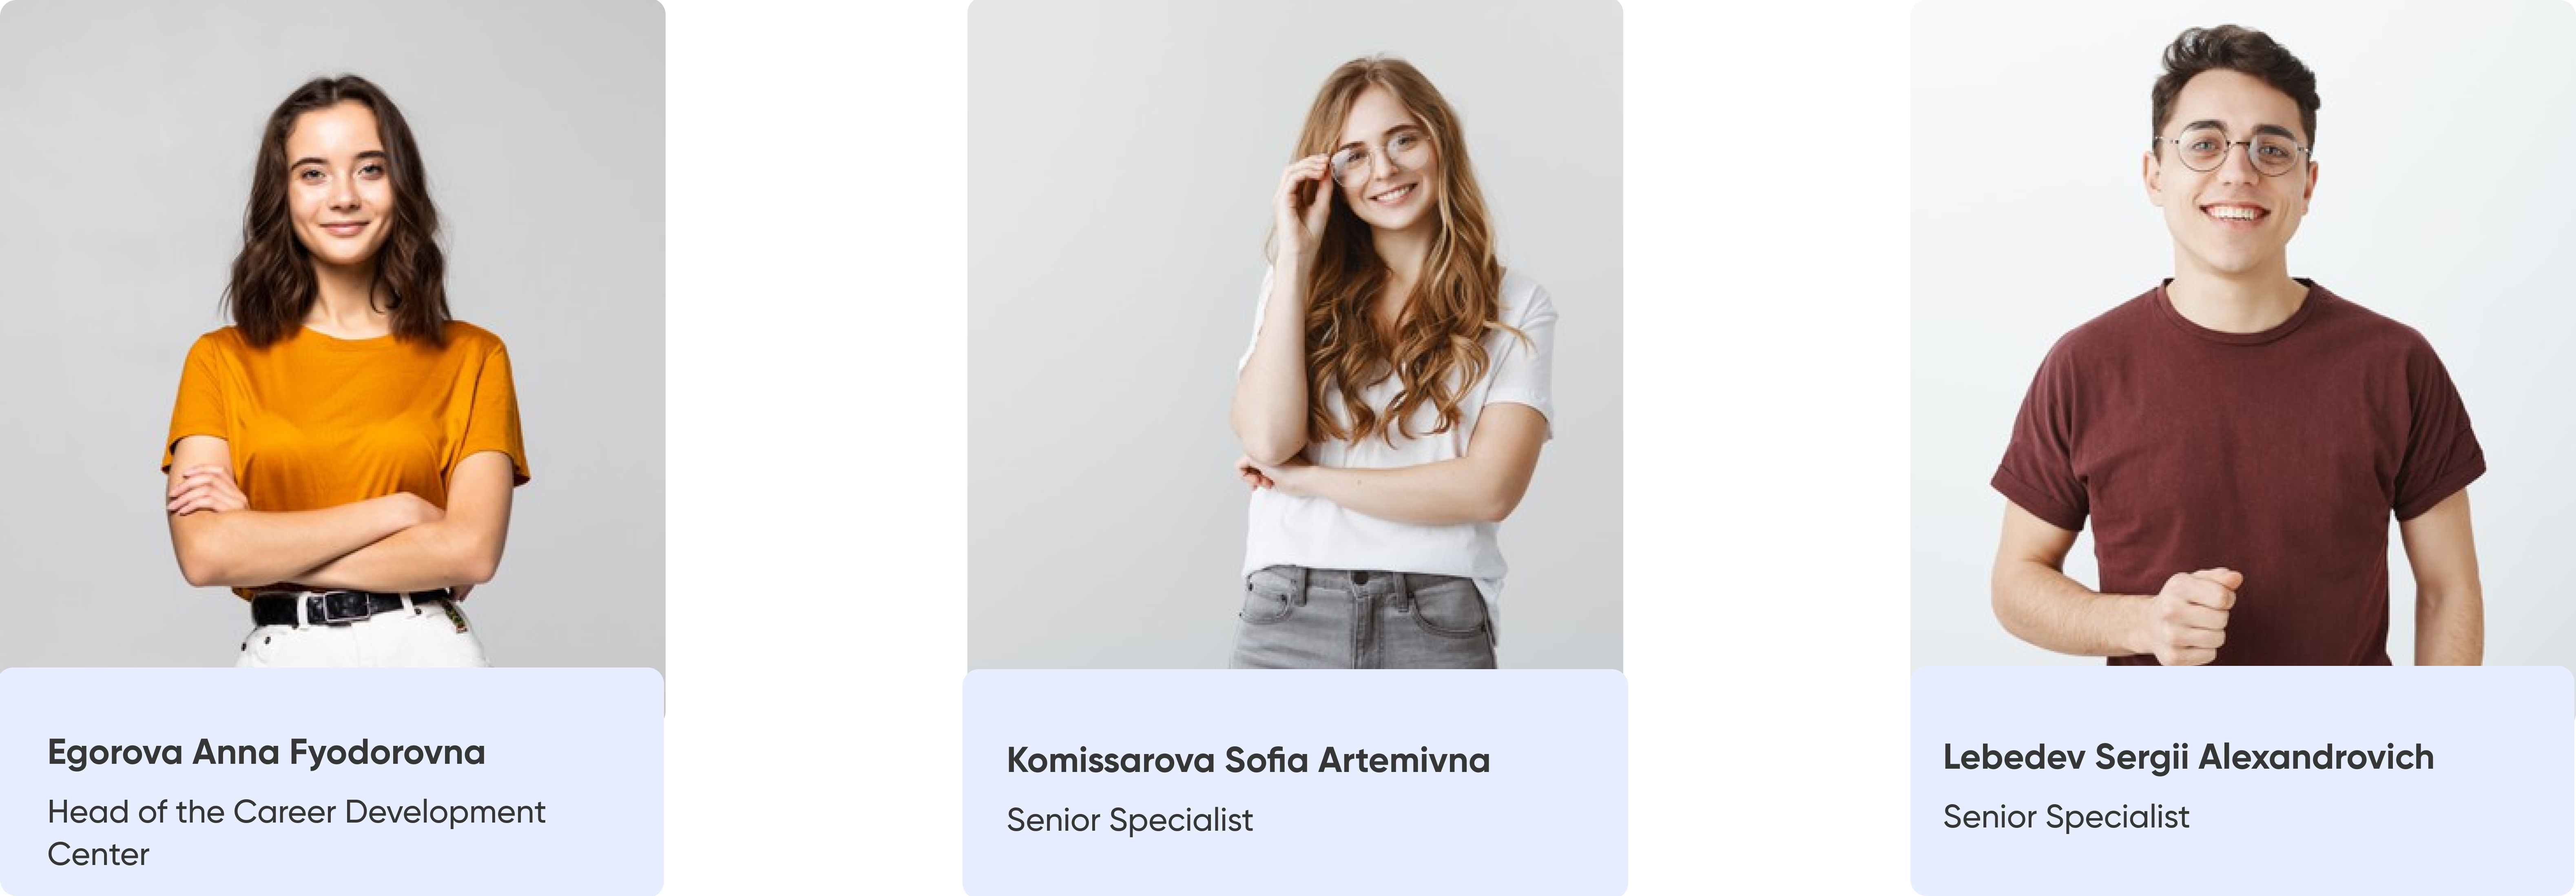 Egorova Anna Fyodorovna
Head of the Career Development
Center
Komissarova Sofia Artemivna
Senior Specialist
Lebedev Sergii Alexandrovich
Senior Specialist